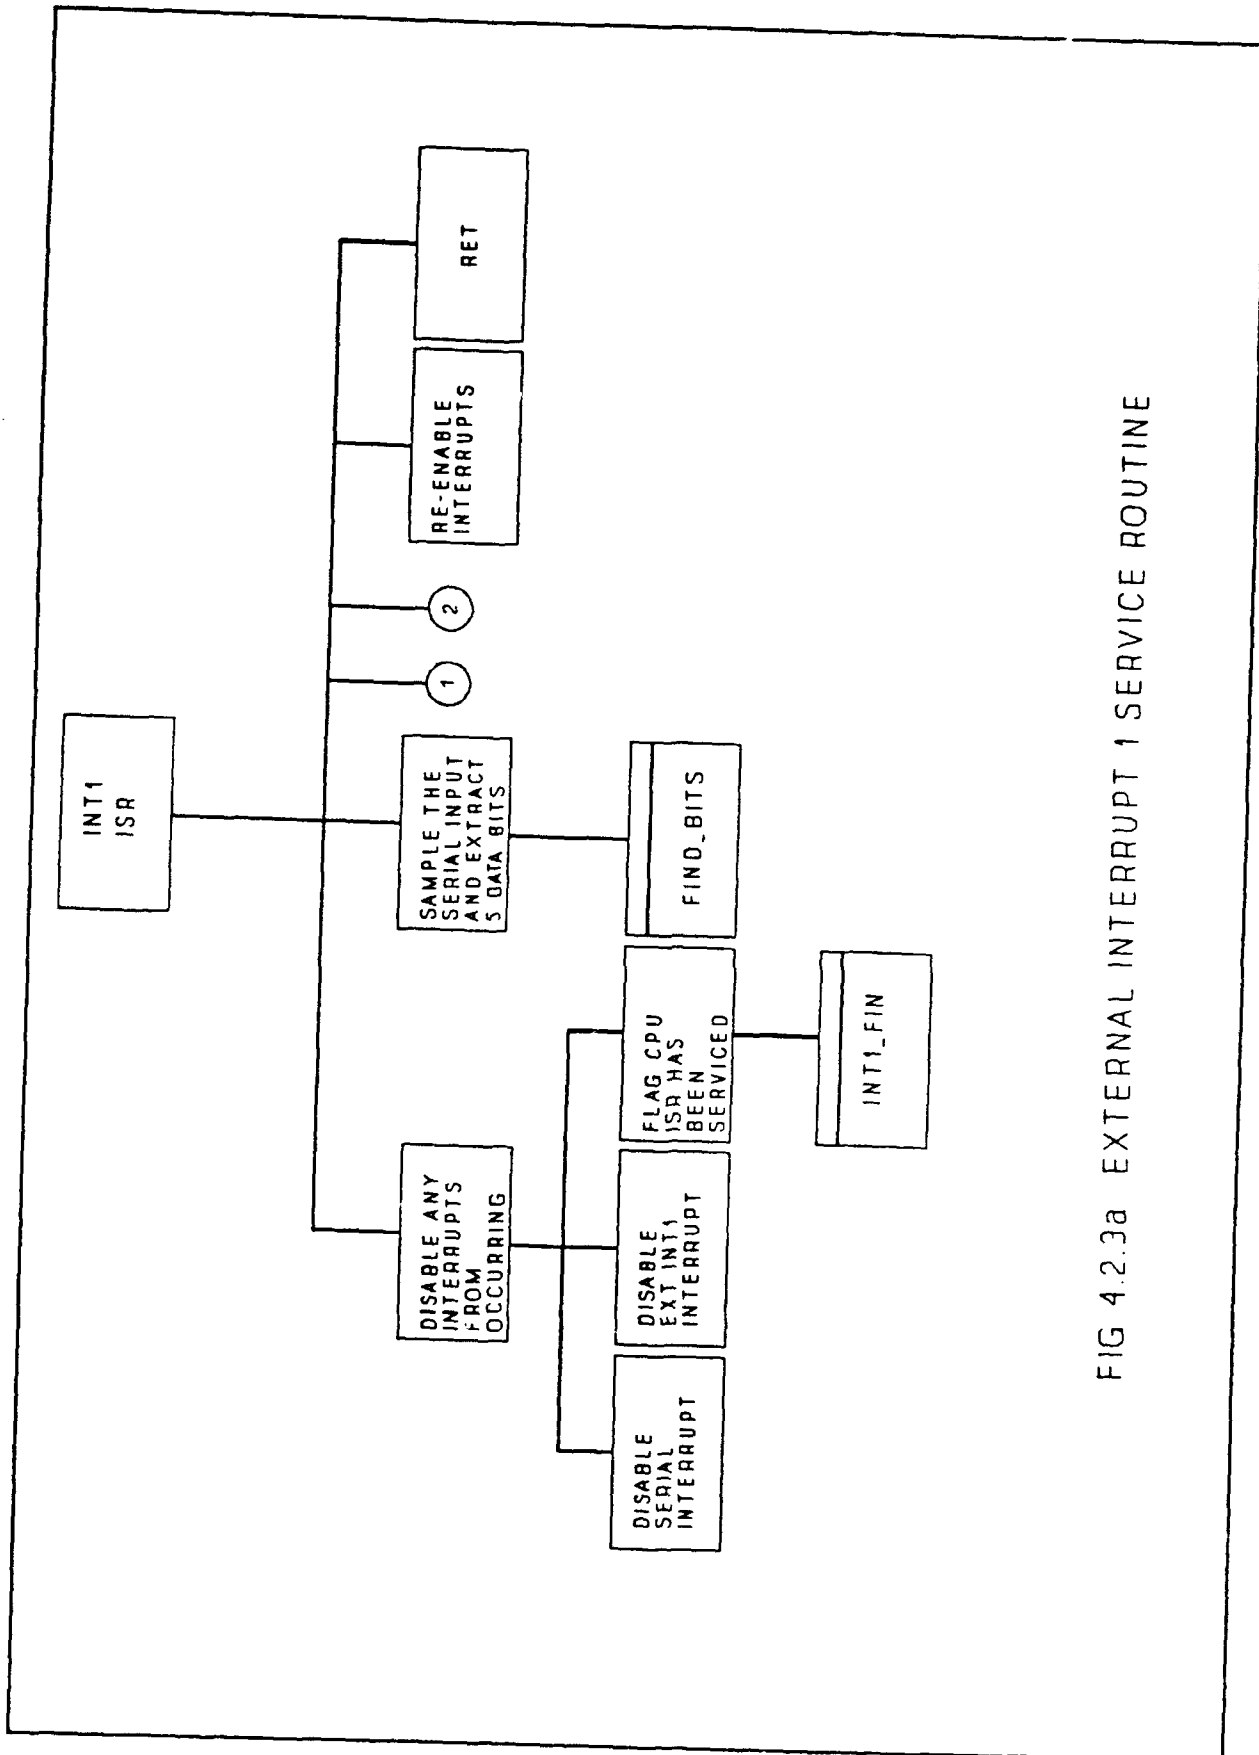 INT1
ISR
DISABLE ANY
INTERRUPTS
FROM
OCCURRING
SAMPLE THE
SERIAL INPUT
AND EXTRACT
5 DATA BITS
1
2
RE-ENABLE
INTERRUPTS
RET
DISABLE
SERIAL
INTERRUPT
DISABLE
EXT INT1
INTERRUPT
FLAG CPU
ISR HAS
BEEN
SERVICED
FIND_BITS
INT1_FIN
FIG 4.2.3a EXTERNAL INTERRUPT 1 SERVICE ROUTINE